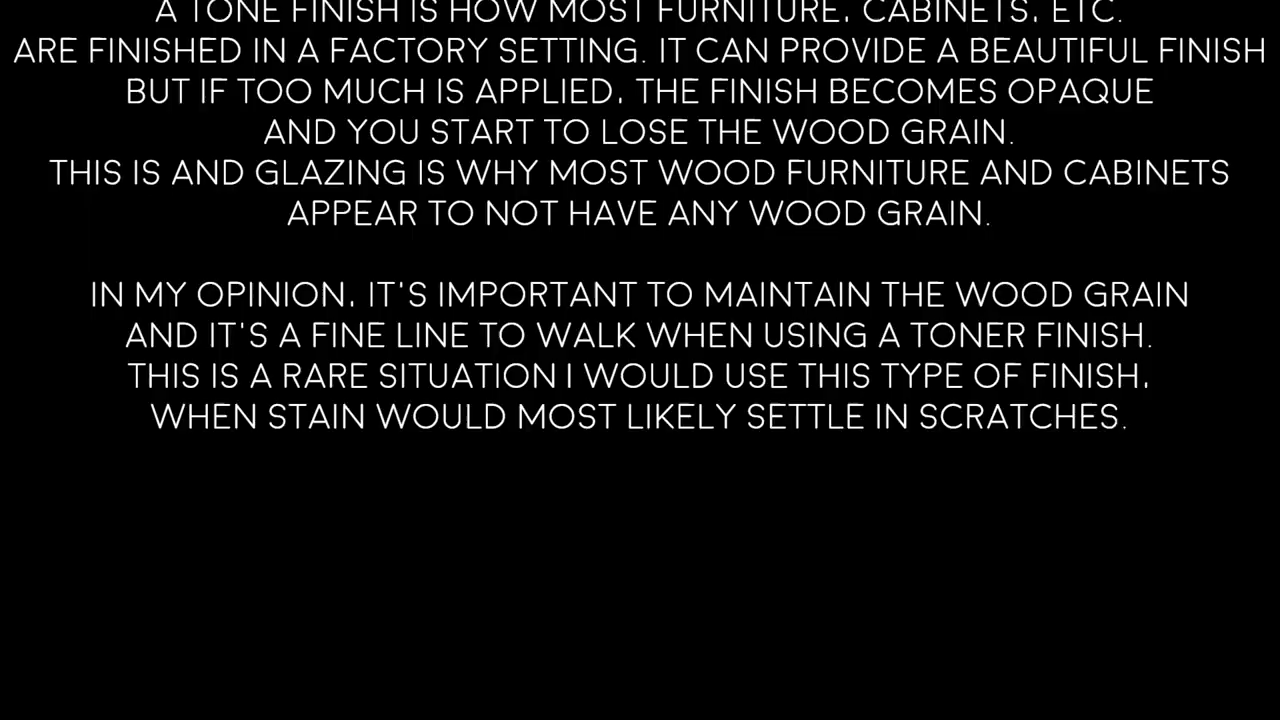 A TONE FINISH IS HOW MOST FURNITURE, CABINETS, ETC.
ARE FINISHED IN A FACTORY SETTING. IT CAN PROVIDE A BEAUTIFUL FINISH
BUT IF TOO MUCH IS APPLIED, THE FINISH BECOMES OPAQUE
AND YOU START TO LOSE THE WOOD GRAIN.
THIS IS AND GLAZING IS WHY MOST WOOD FURNITURE AND CABINETS
APPEAR TO NOT HAVE ANY WOOD GRAIN.
IN MY OPINION, IT'S IMPORTANT TO MAINTAIN THE WOOD GRAIN
AND IT'S A FINE LINE TO WALK WHEN USING A TONER FINISH.
THIS IS A RARE SITUATION I WOULD USE THIS TYPE OF FINISH,
WHEN STAIN WOULD MOST LIKELY SETTLE IN SCRATCHES.